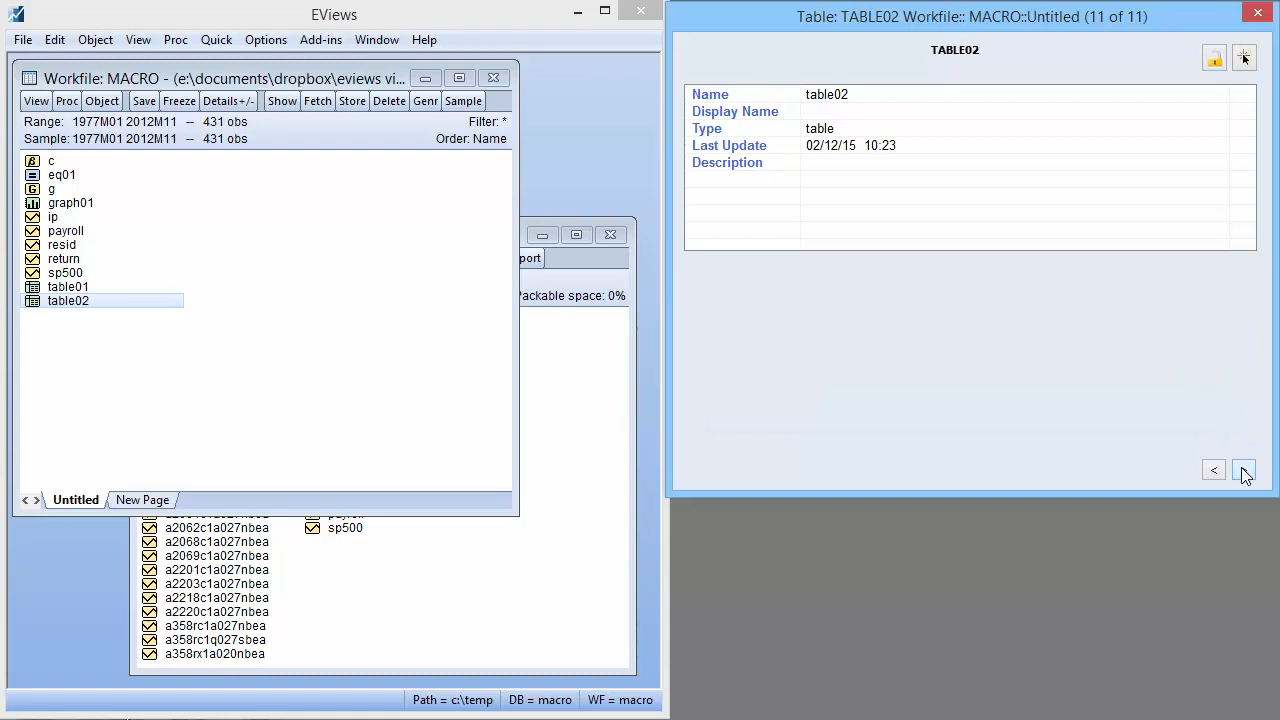 EViews
File Edit Object View Proc Quick Options Add-ins Window Help
Workfile: MACRO - (e:\documents\dropbox\eviews vi...
View Proc Object Save Freeze Details+/- Show Fetch Store Delete Genr Sample
Range: 1977M01 2012M11 -- 431 obs Filter: *
Sample: 1977M01 2012M11 -- 431 obs Order: Name
c
eq01
g
graph01
ip
payroll
resid
return
sp500
table01
table02
< > Untitled New Page
port
Packable space: 0%
a2062c1a027nbea sp500
a2068c1a027nbea
a2069c1a027nbea
a2201c1a027nbea
a2203c1a027nbea
a2218c1a027nbea
a2220c1a027nbea
a358rc1a027nbea
a358rc1q027sbea
a358rx1a020nbea
Path = c:\temp DB = macro WF = macro
Table: TABLE02 Workfile:: MACRO::Untitled (11 of 11)
TABLE02
Name table02
Display Name
Type table
Last Update 02/12/15 10:23
Description
<